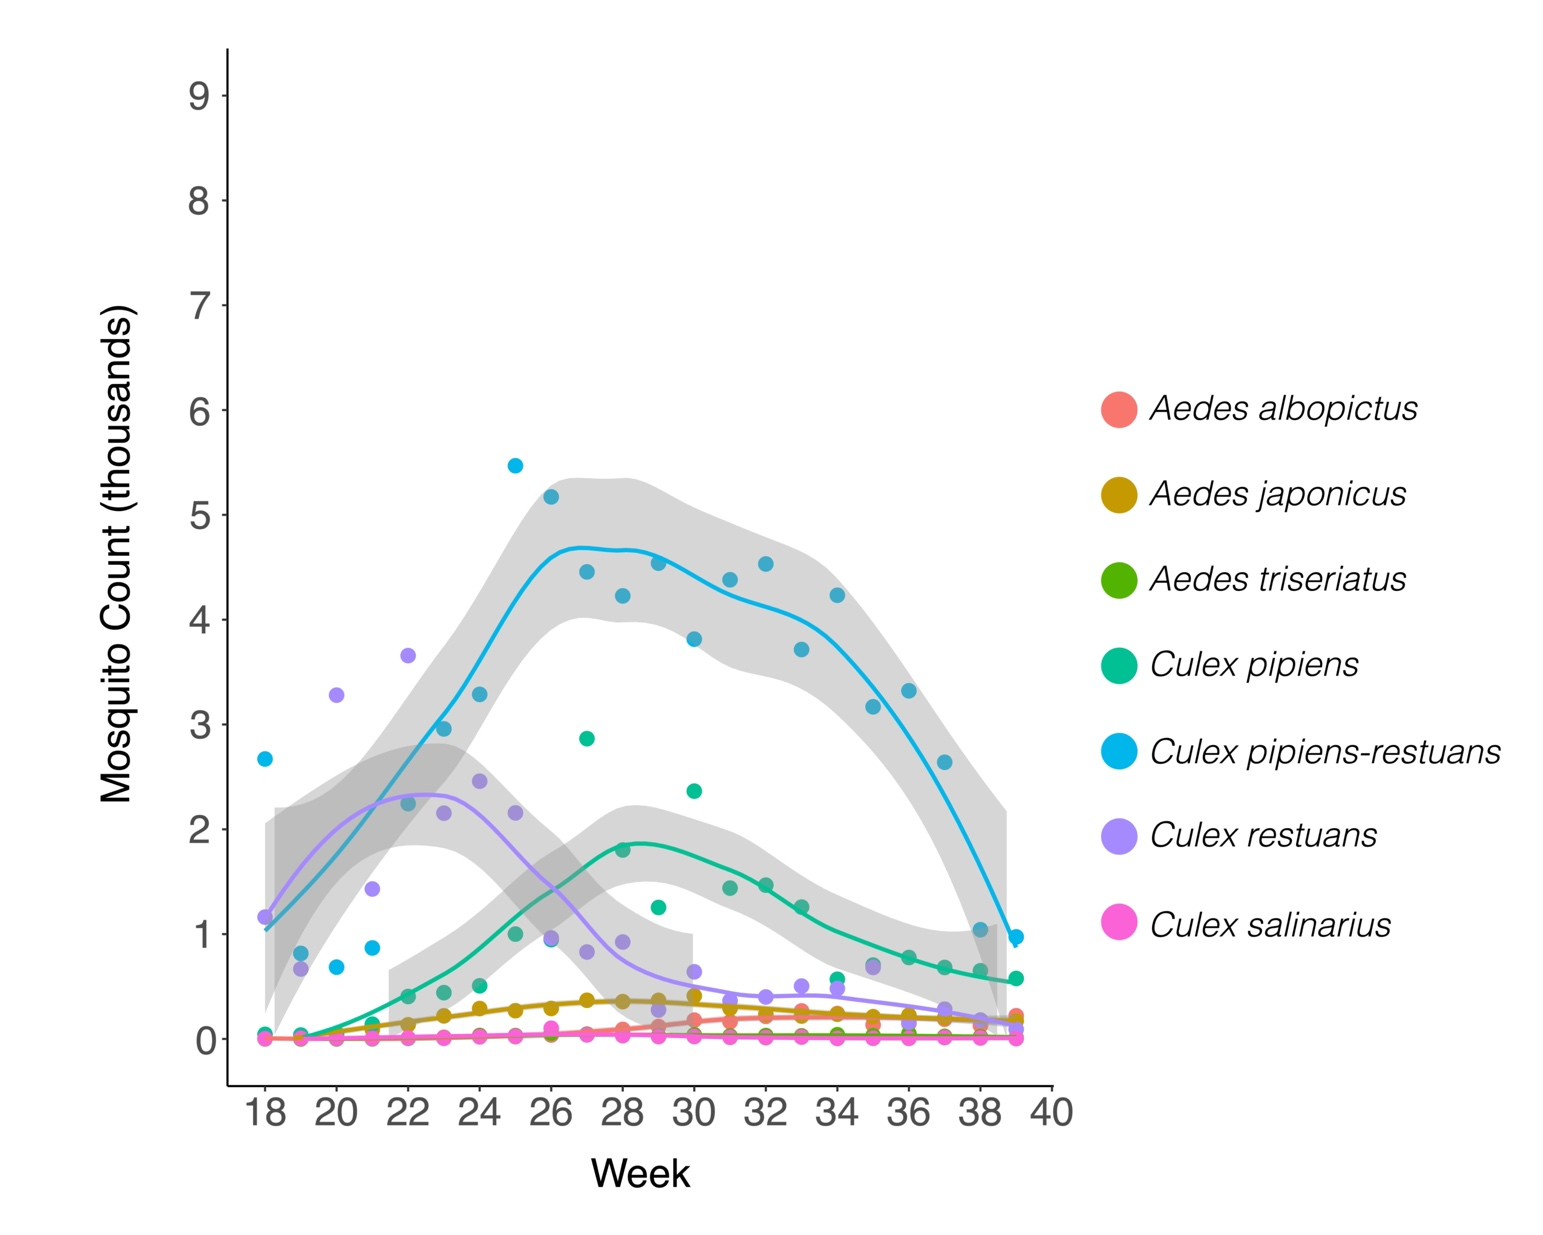 Mosquito Count (thousands)
9
8
7
6
5
4
3
2
1
0
18 20 22 24 26 28 30 32 34 36 38 40
Week
Aedes albopictus
Aedes japonicus
Aedes triseriatus
Culex pipiens
Culex pipiens-restuans
Culex restuans
Culex salinarius